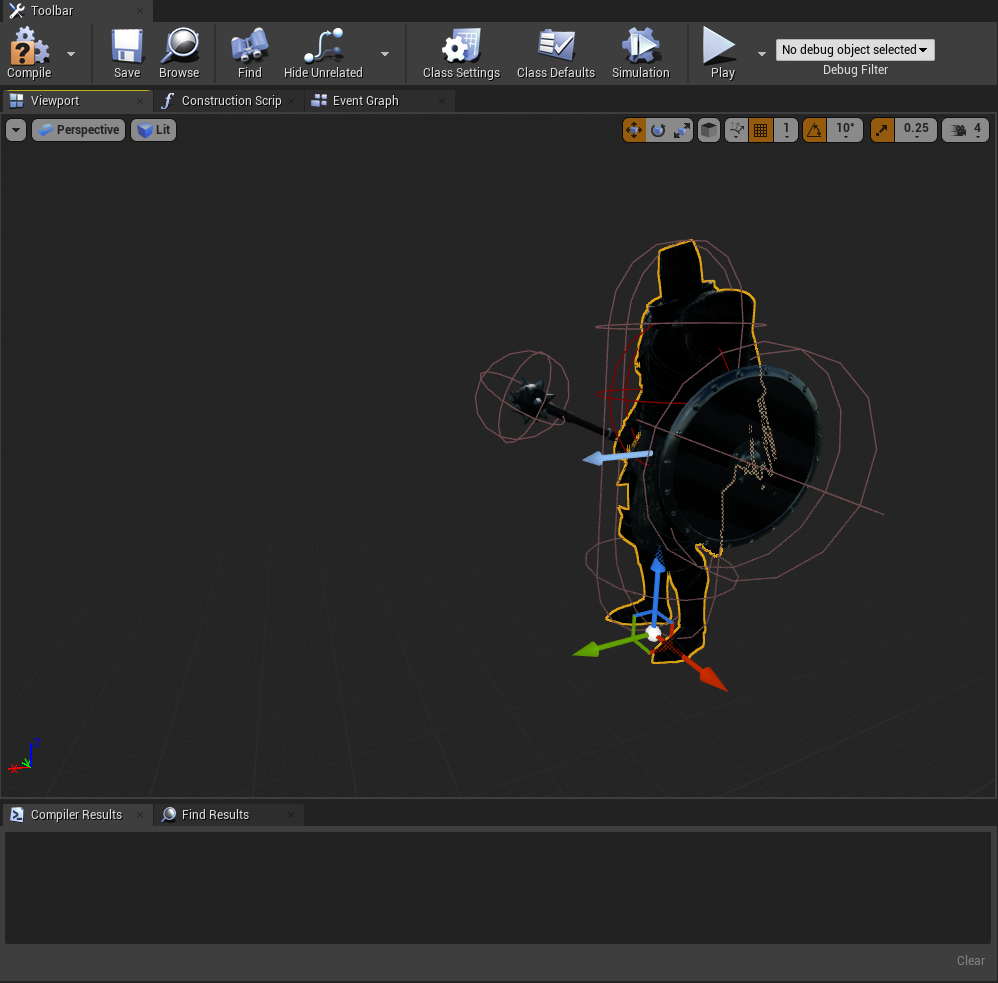 Toolbar
Compile
Save
Browse
Find
Hide Unrelated
Class Settings
Class Defaults
Simulation
Play
No debug object selected
Debug Filter
Viewport
Construction Scrip
Event Graph
Perspective
Lit
1
10°
0.25
4
Z
Compiler Results
Find Results
Clear